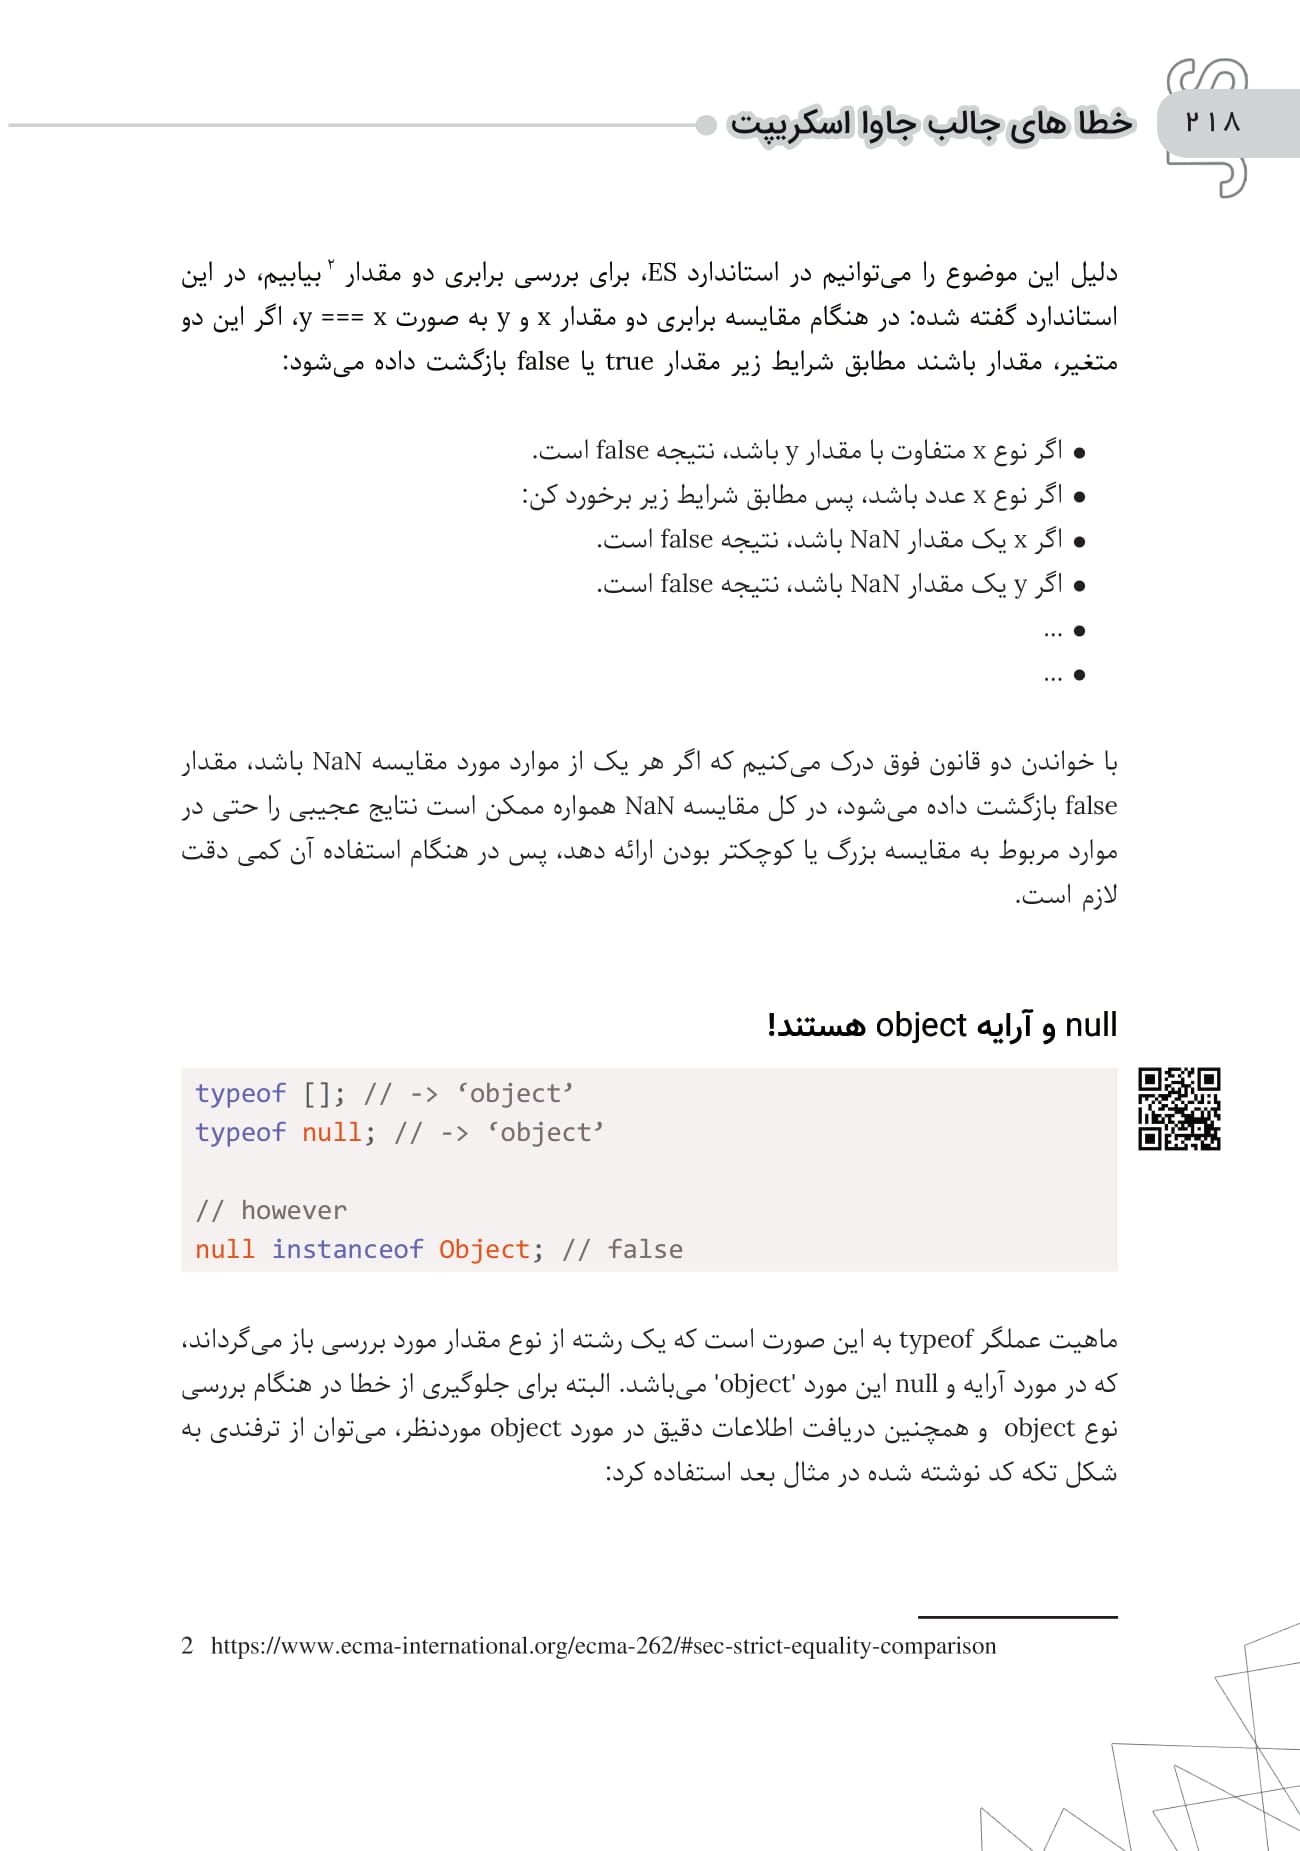 ۲۱۸
خطا های جالب جاوا اسکریپت
دلیل این موضوع را می‌توانیم در استاندارد ES، برای بررسی برابری دو مقدار ۲ بیابیم، در این
استاندارد گفته شده: در هنگام مقایسه برابری دو مقدار x و y به صورت y === x، اگر این دو
متغیر، مقدار باشند مطابق شرایط زیر مقدار true یا false بازگشت داده می‌شود:
● اگر نوع x متفاوت با مقدار y باشد، نتیجه false است.
● اگر نوع x عدد باشد، پس مطابق شرایط زیر برخورد کن:
● اگر x یک مقدار NaN باشد، نتیجه false است.
● اگر y یک مقدار NaN باشد، نتیجه false است.
● ...
● ...
با خواندن دو قانون فوق درک می‌کنیم که اگر هر یک از موارد مورد مقایسه NaN باشد، مقدار
false بازگشت داده می‌شود، در کل مقایسه NaN همواره ممکن است نتایج عجیبی را حتی در
موارد مربوط به مقایسه بزرگ یا کوچکتر بودن ارائه دهد، پس در هنگام استفاده آن کمی دقت
لازم است.
null و آرایه object هستند!
typeof []; // -> ‘object’
typeof null; // -> ‘object’
// however
null instanceof Object; // false
ماهیت عملگر typeof به این صورت است که یک رشته از نوع مقدار مورد بررسی باز می‌گرداند،
که در مورد آرایه و null این مورد 'object' می‌باشد. البته برای جلوگیری از خطا در هنگام بررسی
نوع object و همچنین دریافت اطلاعات دقیق در مورد object موردنظر، می‌توان از ترفندی به
شکل تکه کد نوشته شده در مثال بعد استفاده کرد:
2 https://www.ecma-international.org/ecma-262/#sec-strict-equality-comparison